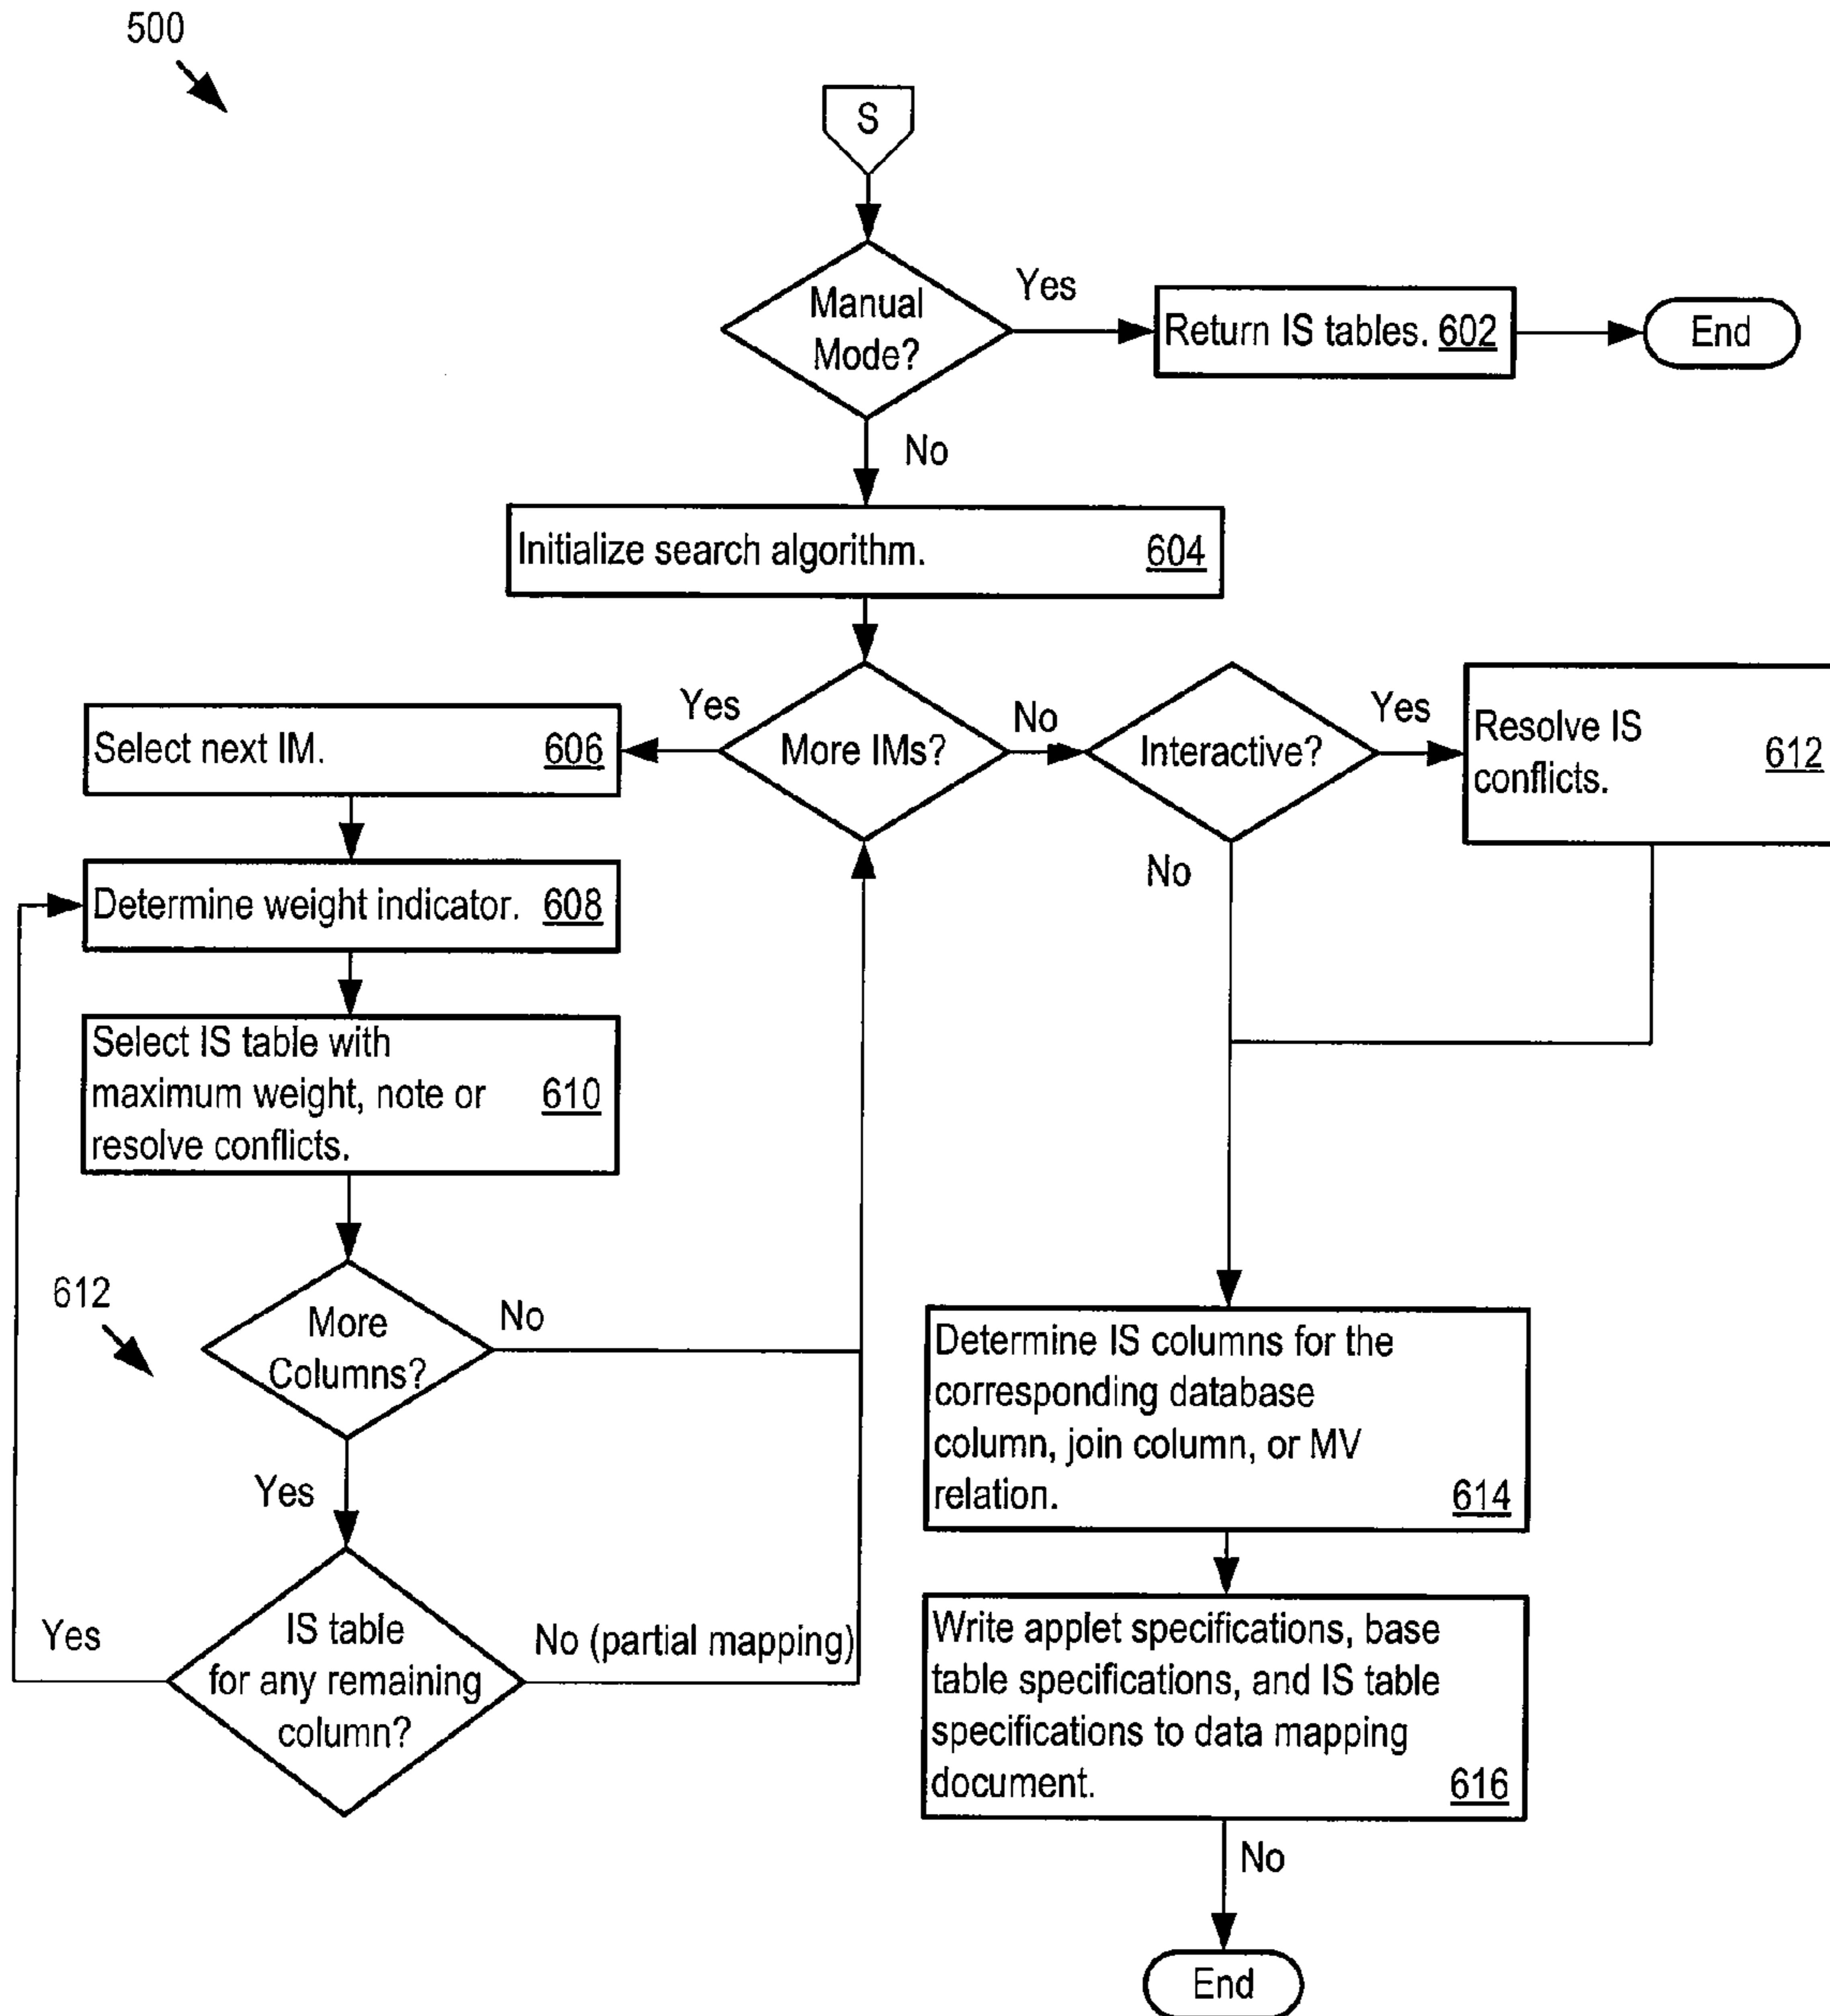 500
S
Manual
Mode?
Yes
Return IS tables. 602
End
No
Initialize search algorithm. 604
More IMs?
Yes
No
Select next IM. 606
Interactive?
Yes
No
Resolve IS
conflicts. 612
Determine weight indicator. 608
Select IS table with
maximum weight, note or 610
resolve conflicts.
612
More
Columns?
No
Yes
IS table
for any remaining
column?
Yes
No (partial mapping)
Determine IS columns for the
corresponding database
column, join column, or MV
relation. 614
Write applet specifications, base
table specifications, and IS table
specifications to data mapping
document. 616
No
End